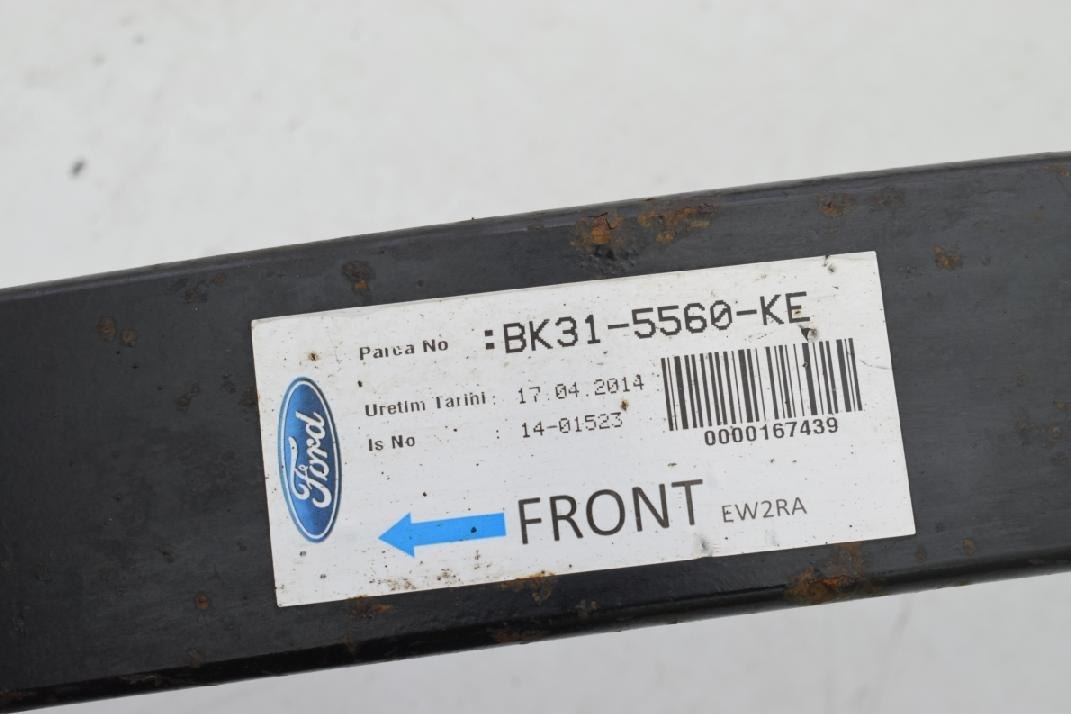 Parca No :BK31-5560-KE
Uretim Tarihi : 17.04.2014
Is No : 14-01523
0000167439
Ford
FRONT EW2RA